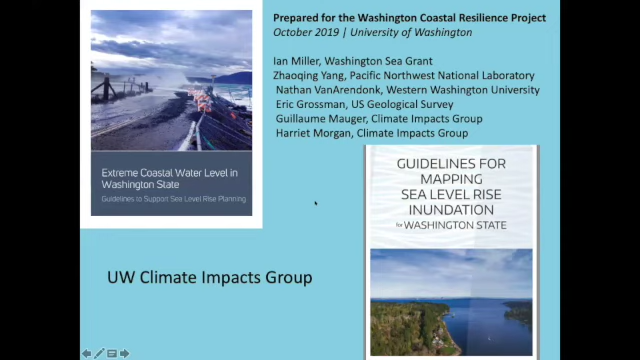 Prepared for the Washington Coastal Resilience Project
October 2019 | University of Washington
Ian Miller, Washington Sea Grant
Zhaoqing Yang, Pacific Northwest National Laboratory
Nathan VanArendonk, Western Washington University
Eric Grossman, US Geological Survey
Guillaume Mauger, Climate Impacts Group
Harriet Morgan, Climate Impacts Group
Extreme Coastal Water Level in
Washington State
Guidelines to Support Sea Level Rise Planning
GUIDELINES FOR
MAPPING
SEA LEVEL RISE
INUNDATION
for WASHINGTON STATE
UW Climate Impacts Group